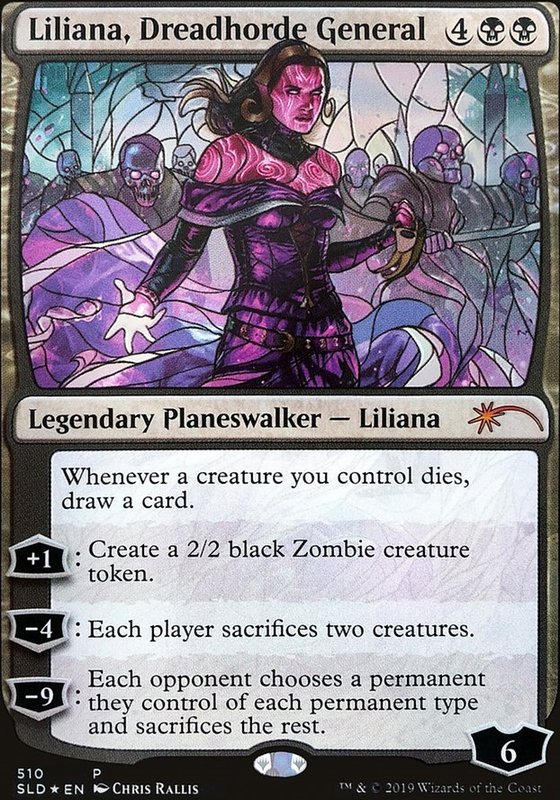 Liliana, Dreadhorde General 4
Legendary Planeswalker — Liliana
Whenever a creature you control dies,
draw a card.
+1 : Create a 2/2 black Zombie creature
token.
−4 : Each player sacrifices two creatures.
−9 : Each opponent chooses a permanent
they control of each permanent type
and sacrifices the rest.
6
510 P
SLD ★ EN Chris Rallis ™ & © 2019 Wizards of the Coast